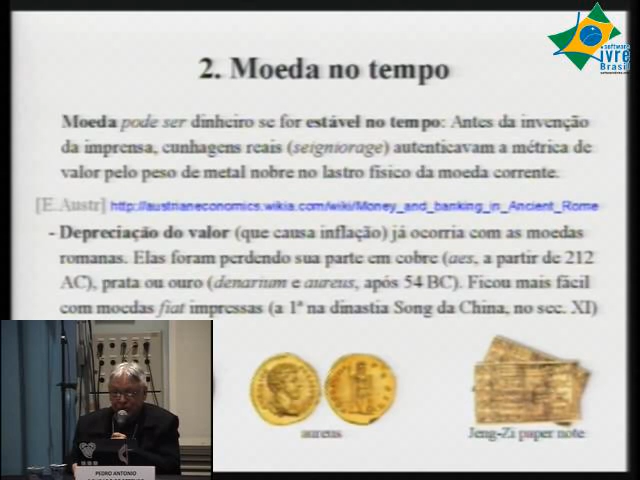 software
livre
Brasil
2. Moeda no tempo
Moeda pode ser dinheiro se for estável no tempo: Antes da invenção
da imprensa, cunhagens reais (seigniorage) autenticavam a métrica de
valor pelo peso de metal nobre no lastro físico da moeda corrente.
[E.Austr] http://austrianeconomics.wikia.com/wiki/Money_and_banking_in_Ancient_Rome
- Depreciação do valor (que causa inflação) já ocorria com as moedas
romanas. Elas foram perdendo sua parte em cobre (aes, a partir de 212
AC), prata ou ouro (denarium e aureus, após 54 BC). Ficou mais fácil
com moedas fiat impressas (a 1ª na dinastia Song da China, no sec. XI)
aureus
Jeng-Zi paper note
PEDRO ANTONIO